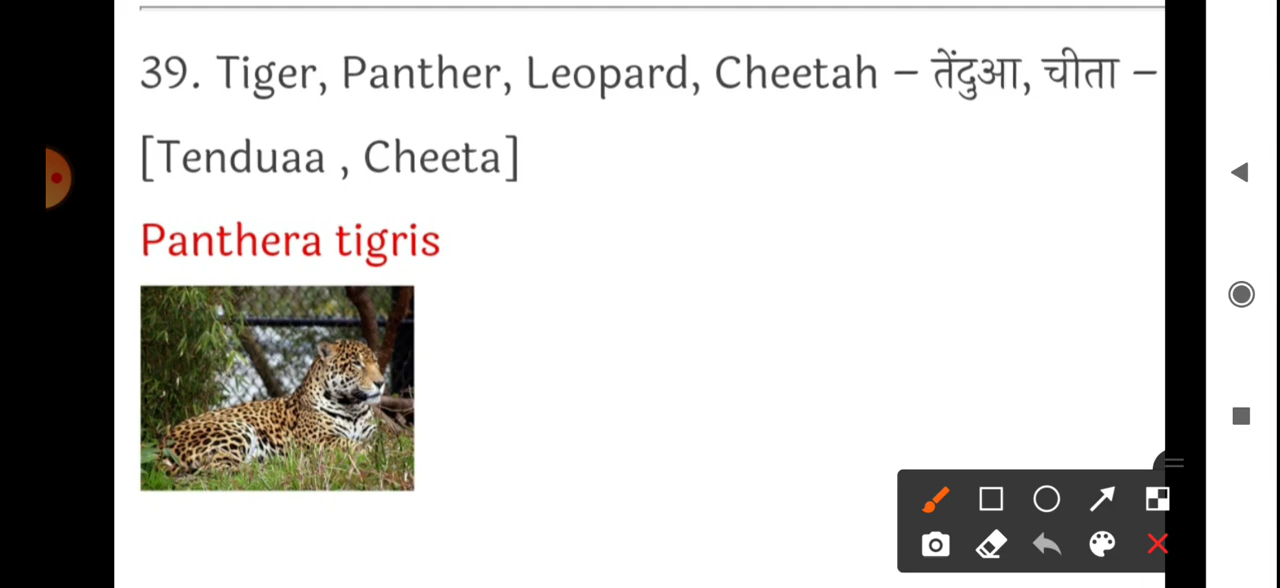 39. Tiger, Panther, Leopard, Cheetah – तेंदुआ, चीता –
[Tenduaa , Cheeta]
Panthera tigris